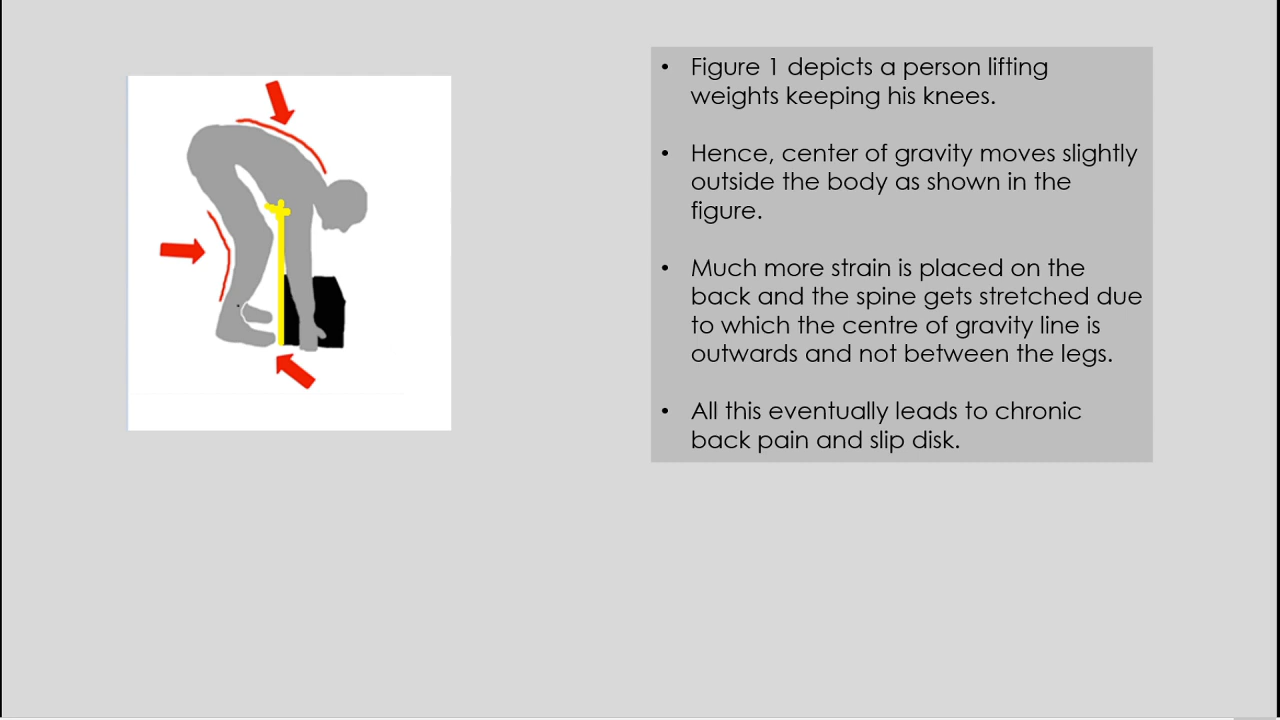 • Figure 1 depicts a person lifting
weights keeping his knees.
• Hence, center of gravity moves slightly
outside the body as shown in the
figure.
• Much more strain is placed on the
back and the spine gets stretched due
to which the centre of gravity line is
outwards and not between the legs.
• All this eventually leads to chronic
back pain and slip disk.